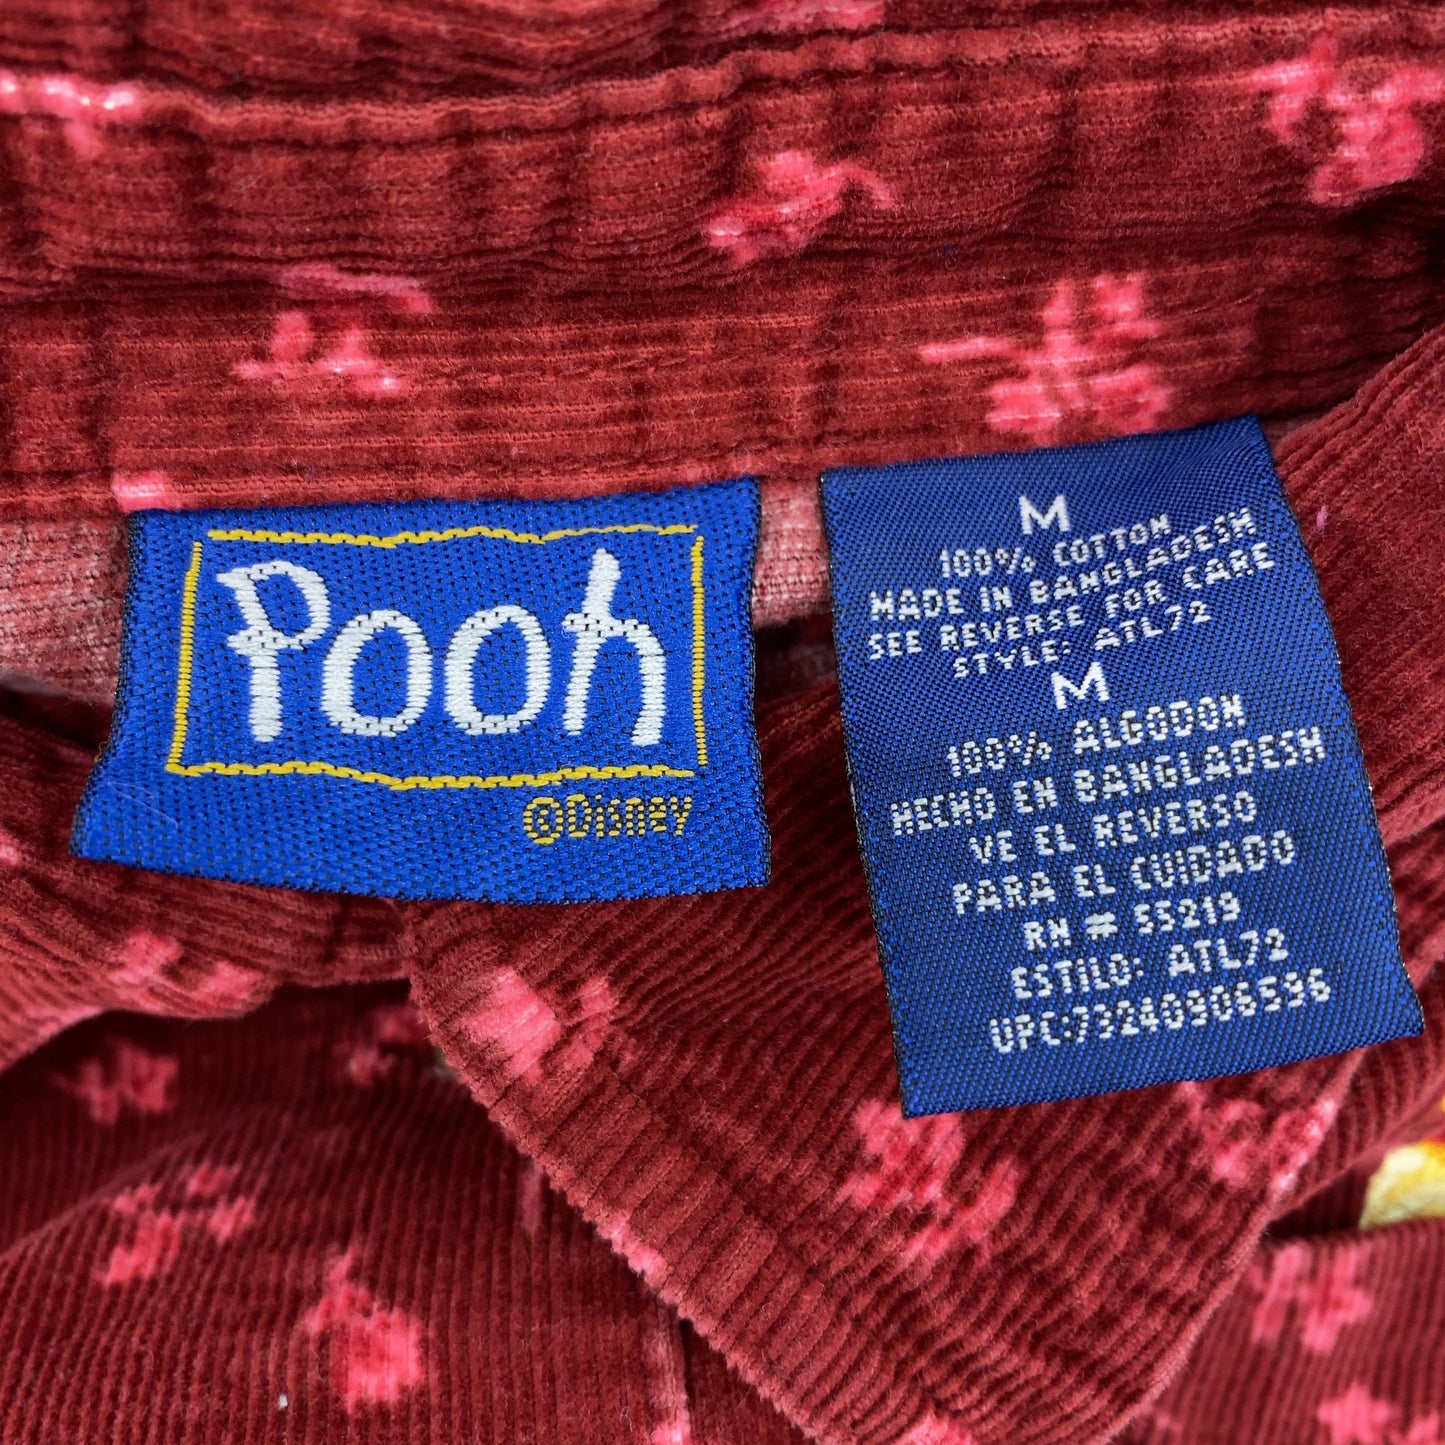 Pooh
©Disney
M
100% COTTON
MADE IN BANGLADESH
SEE REVERSE FOR CARE
STYLE: ATL72
M
100% ALGODON
HECHO EN BANGLADESH
VE EL REVERSO
PARA EL CUIDADO
RN # 55219
ESTILO: ATL72
UPC:73240906596